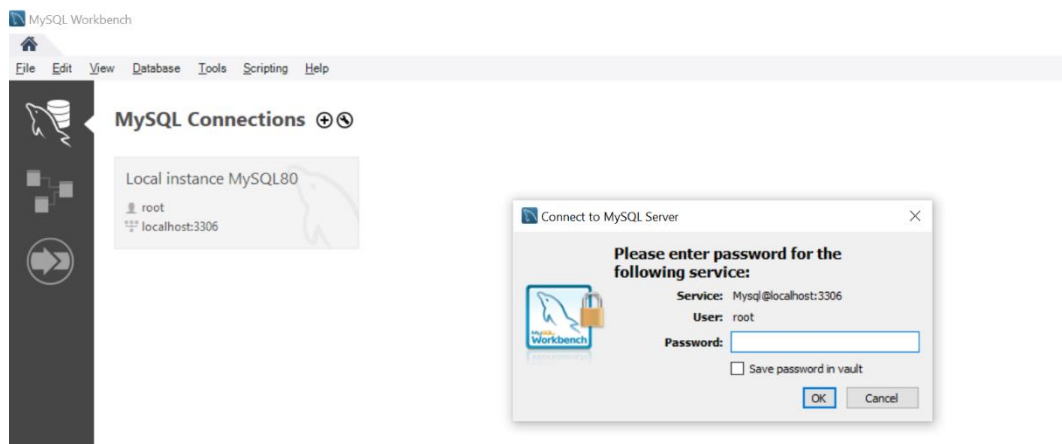 MySQL Workbench
File Edit View Database Tools Scripting Help
MySQL Connections
Local instance MySQL80
root
localhost:3306
Connect to MySQL Server
Please enter password for the
following service:
Service: Mysql@localhost:3306
User: root
Password:
Save password in vault
OK Cancel
MySQL
Workbench